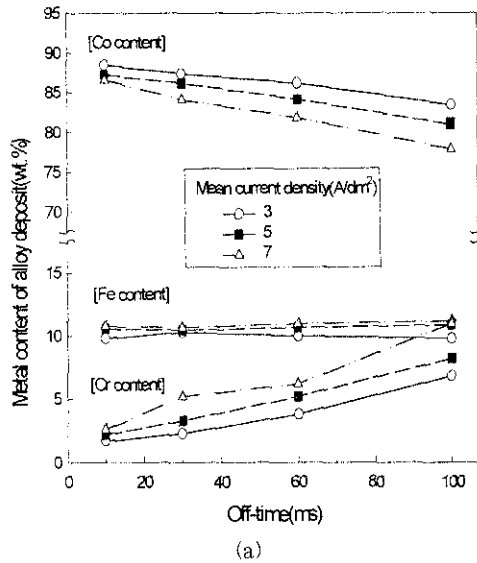 95
[Co content]
90
85
80
75
70
Mean current density(A/dm²)
3
5
7
Metal content of alloy deposit(wt.%)
15
[Fe content]
10
[Cr content]
5
0
0 20 40 60 80 100
Off-time(ms)
(a)